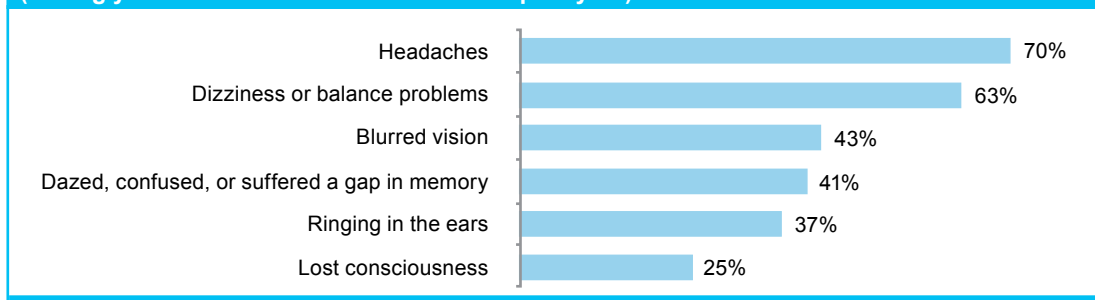 Headaches 70%
Dizziness or balance problems 63%
Blurred vision 43%
Dazed, confused, or suffered a gap in memory 41%
Ringing in the ears 37%
Lost consciousness 25%